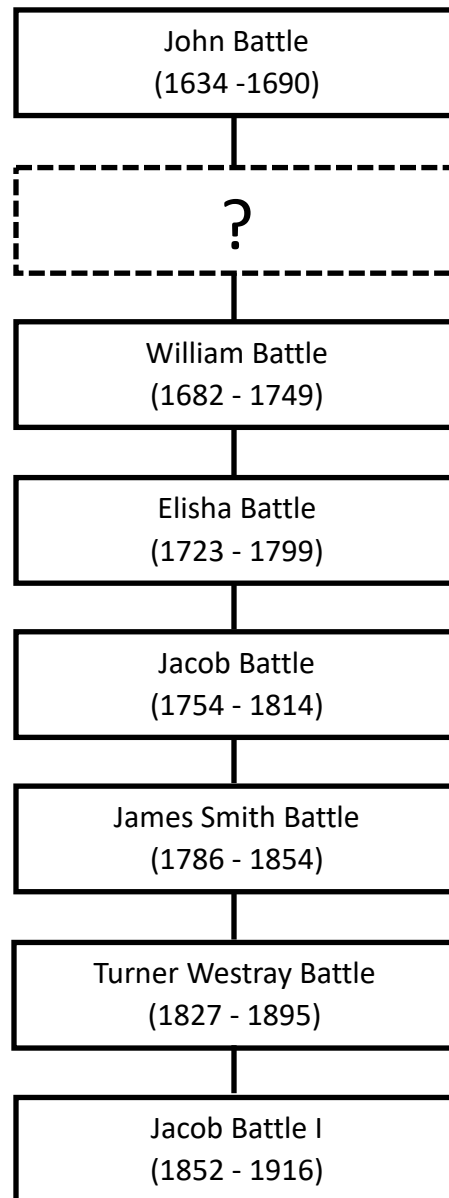 John Battle
(1634 -1690)
?
William Battle
(1682 - 1749)
Elisha Battle
(1723 - 1799)
Jacob Battle
(1754 - 1814)
James Smith Battle
(1786 - 1854)
Turner Westray Battle
(1827 - 1895)
Jacob Battle I
(1852 - 1916)